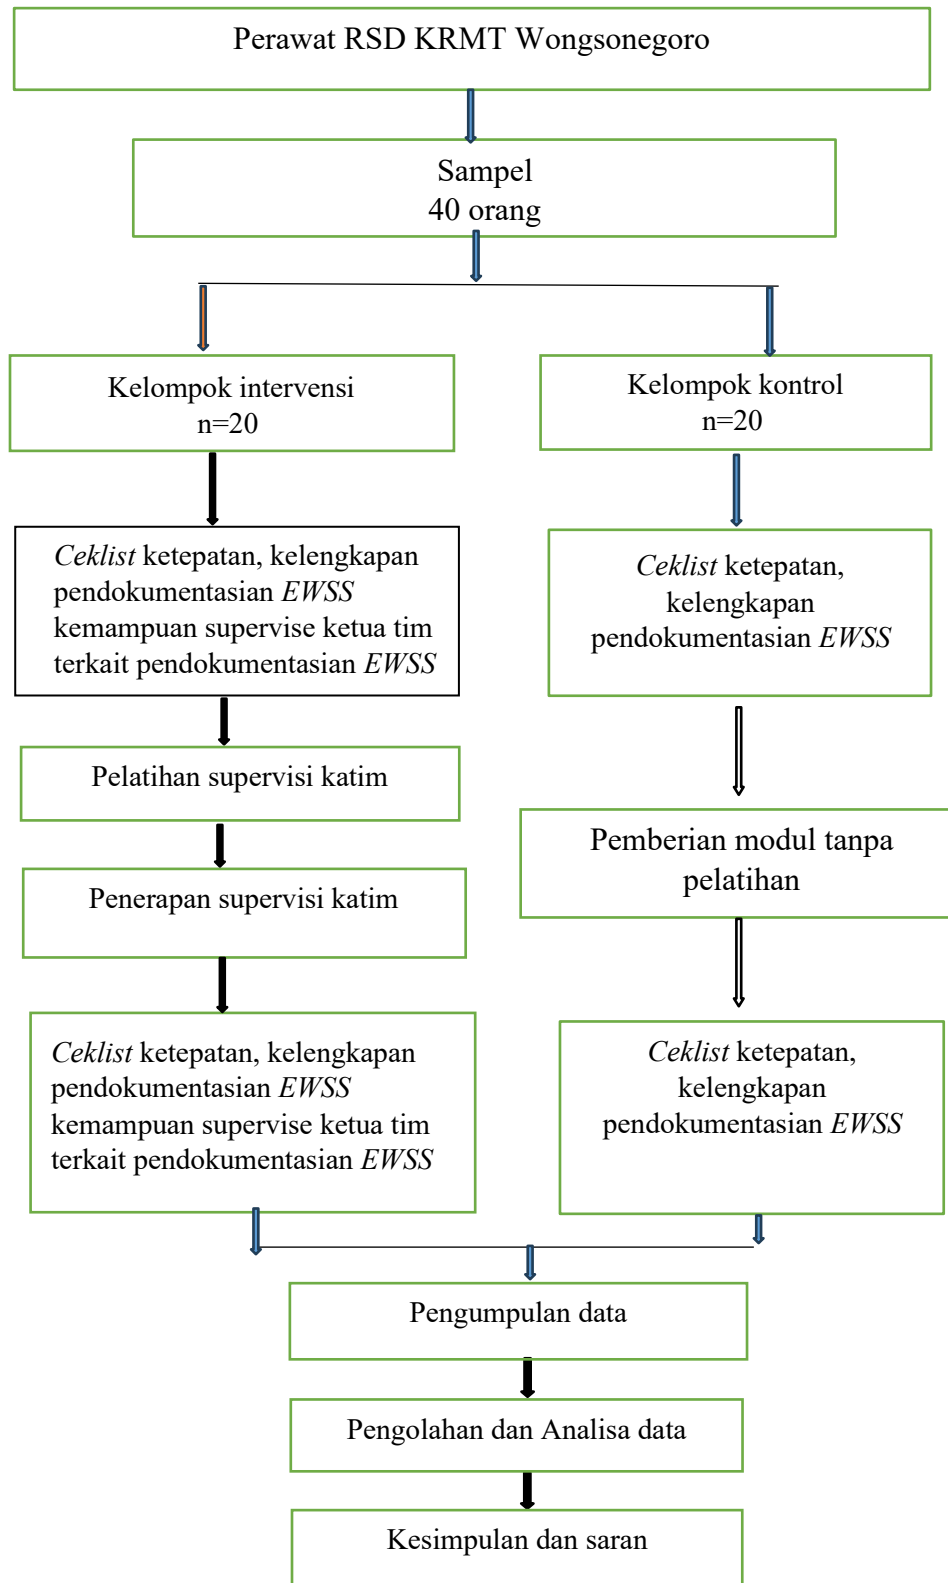 Perawat RSD KRMT Wongsonegoro
Sampel
40 orang
Kelompok intervensi
n=20
Kelompok kontrol
n=20
Ceklist ketepatan, kelengkapan
pendokumentasian EWSS
kemampuan supervise ketua tim
terkait pendokumentasian EWSS
Ceklist ketepatan,
kelengkapan
pendokumentasian EWSS
Pelatihan supervisi katim
Pemberian modul tanpa
pelatihan
Penerapan supervisi katim
Ceklist ketepatan, kelengkapan
pendokumentasian EWSS
kemampuan supervise ketua tim
terkait pendokumentasian EWSS
Ceklist ketepatan,
kelengkapan
pendokumentasian EWSS
Pengumpulan data
Pengolahan dan Analisa data
Kesimpulan dan saran